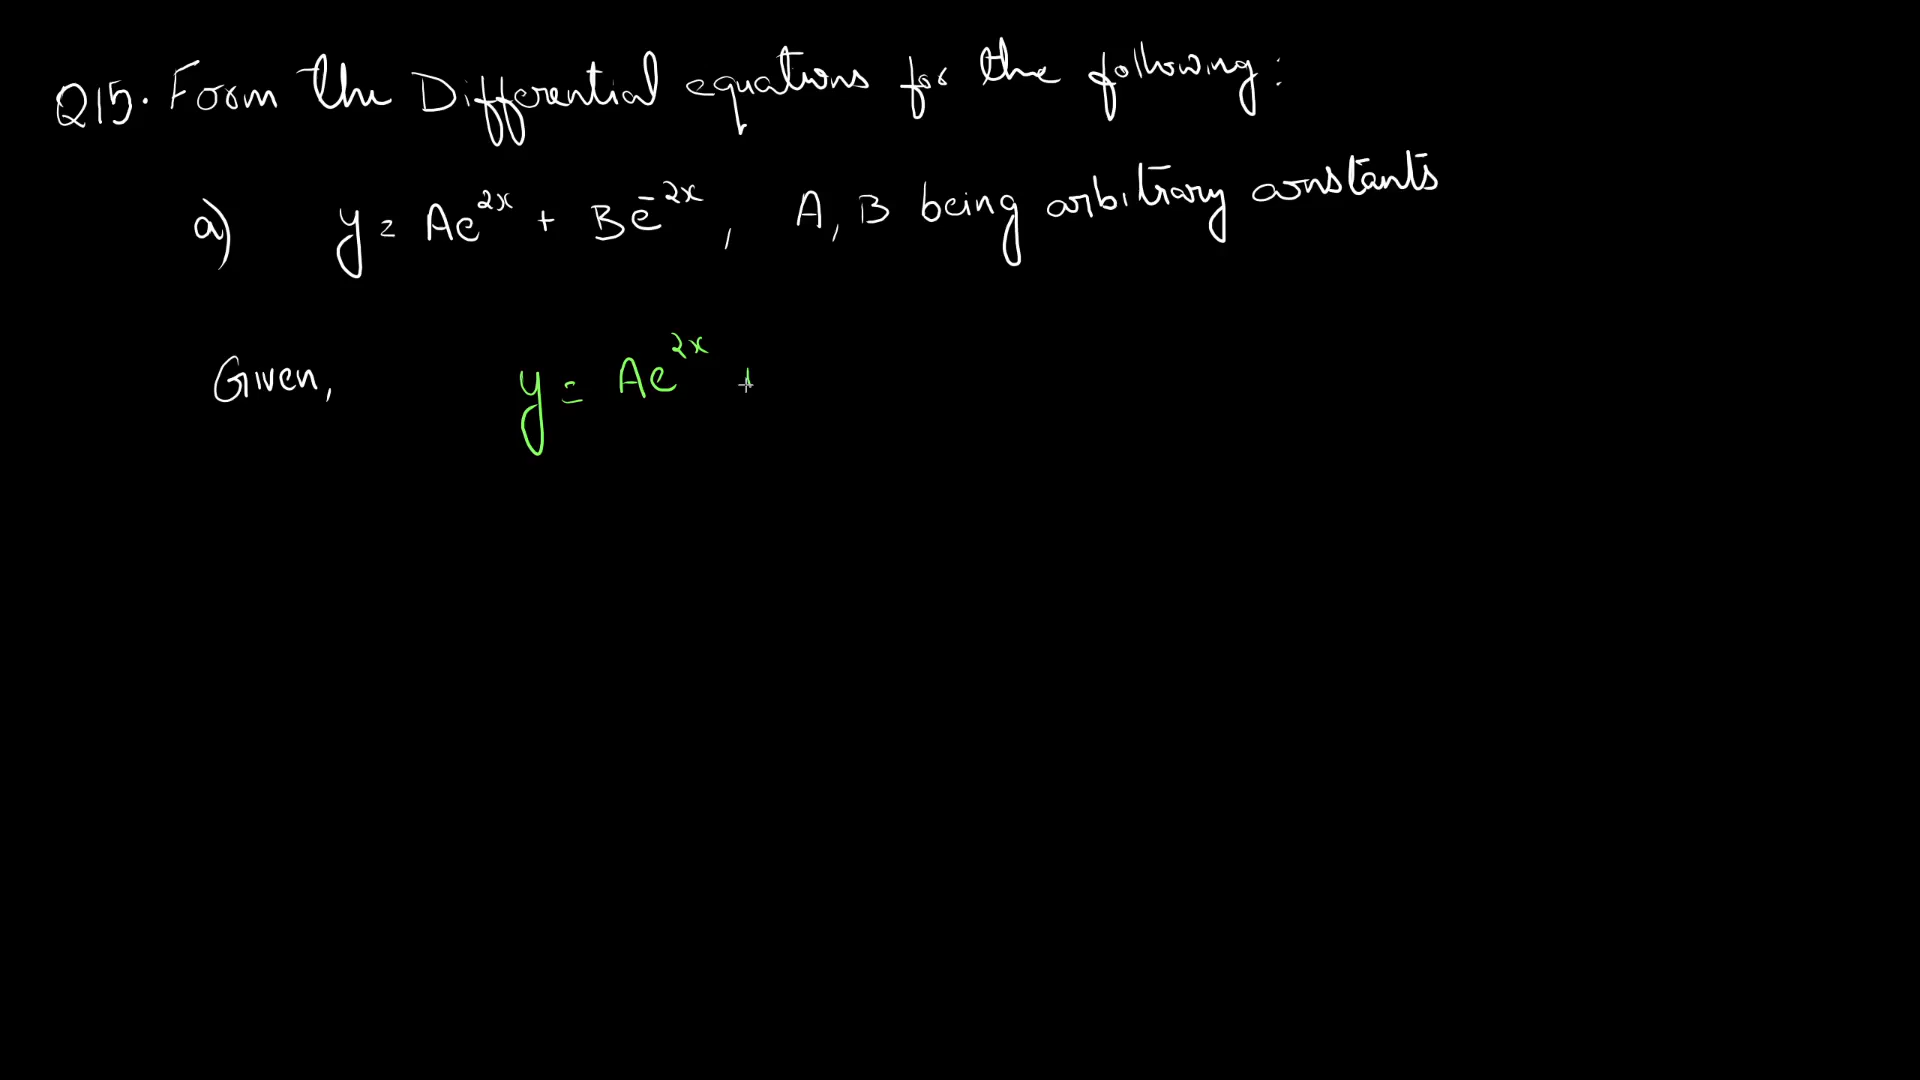 Q15. Form the Differential equations for the following:
a) y = Ae^{2x} + Be^{-2x}, A, B being arbitrary constants
Given, y = Ae^{2x} +